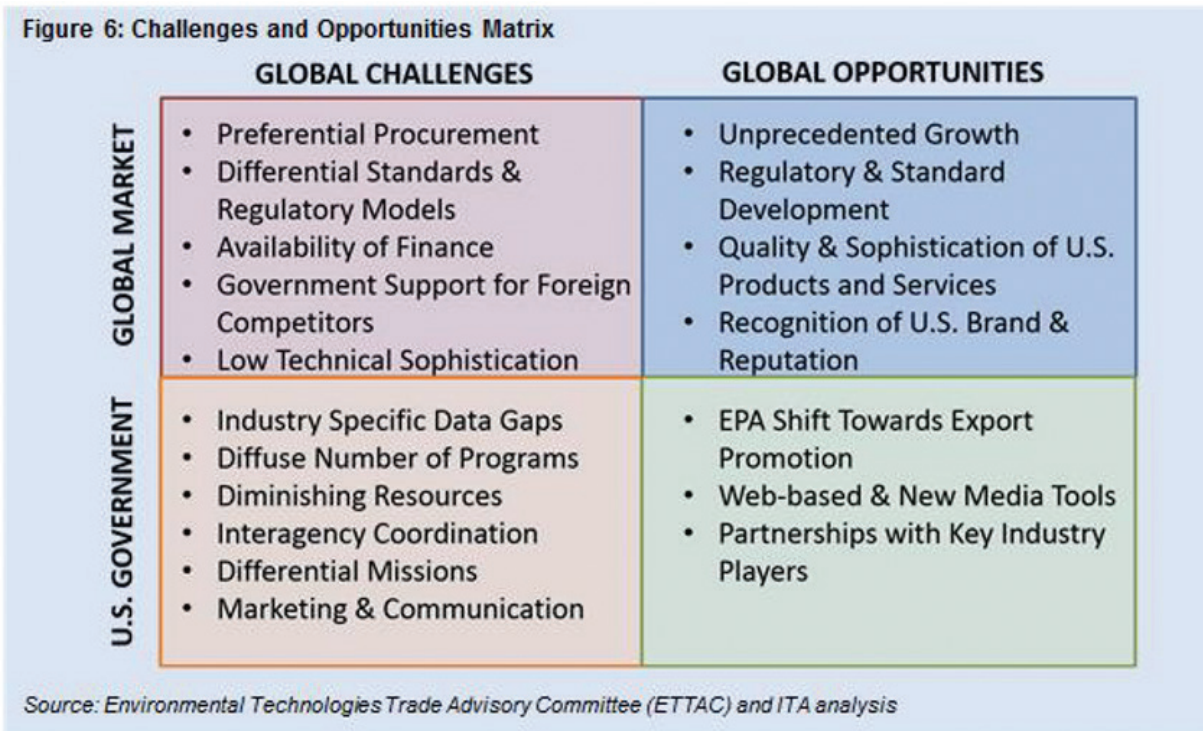 Figure 6: Challenges and Opportunities Matrix
GLOBAL CHALLENGES
GLOBAL OPPORTUNITIES
GLOBAL MARKET
• Preferential Procurement
• Differential Standards &
Regulatory Models
• Availability of Finance
• Government Support for Foreign
Competitors
• Low Technical Sophistication
• Unprecedented Growth
• Regulatory & Standard
Development
• Quality & Sophistication of U.S.
Products and Services
• Recognition of U.S. Brand &
Reputation
U.S. GOVERNMENT
• Industry Specific Data Gaps
• Diffuse Number of Programs
• Diminishing Resources
• Interagency Coordination
• Differential Missions
• Marketing & Communication
• EPA Shift Towards Export
Promotion
• Web-based & New Media Tools
• Partnerships with Key Industry
Players
Source: Environmental Technologies Trade Advisory Committee (ETTAC) and ITA analysis